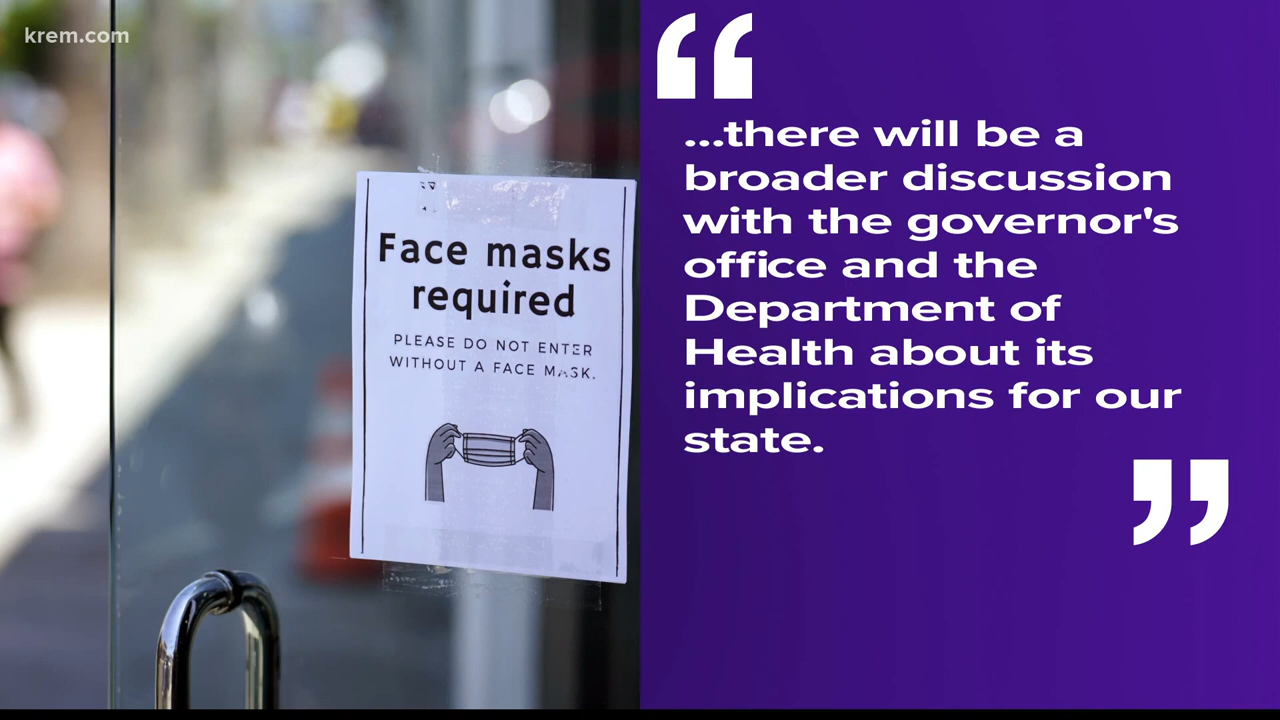 krem.com
Face masks
required
PLEASE DO NOT ENTER
WITHOUT A FACE MASK.
“
...there will be a
broader discussion
with the governor's
office and the
Department of
Health about its
implications for our
state.
”